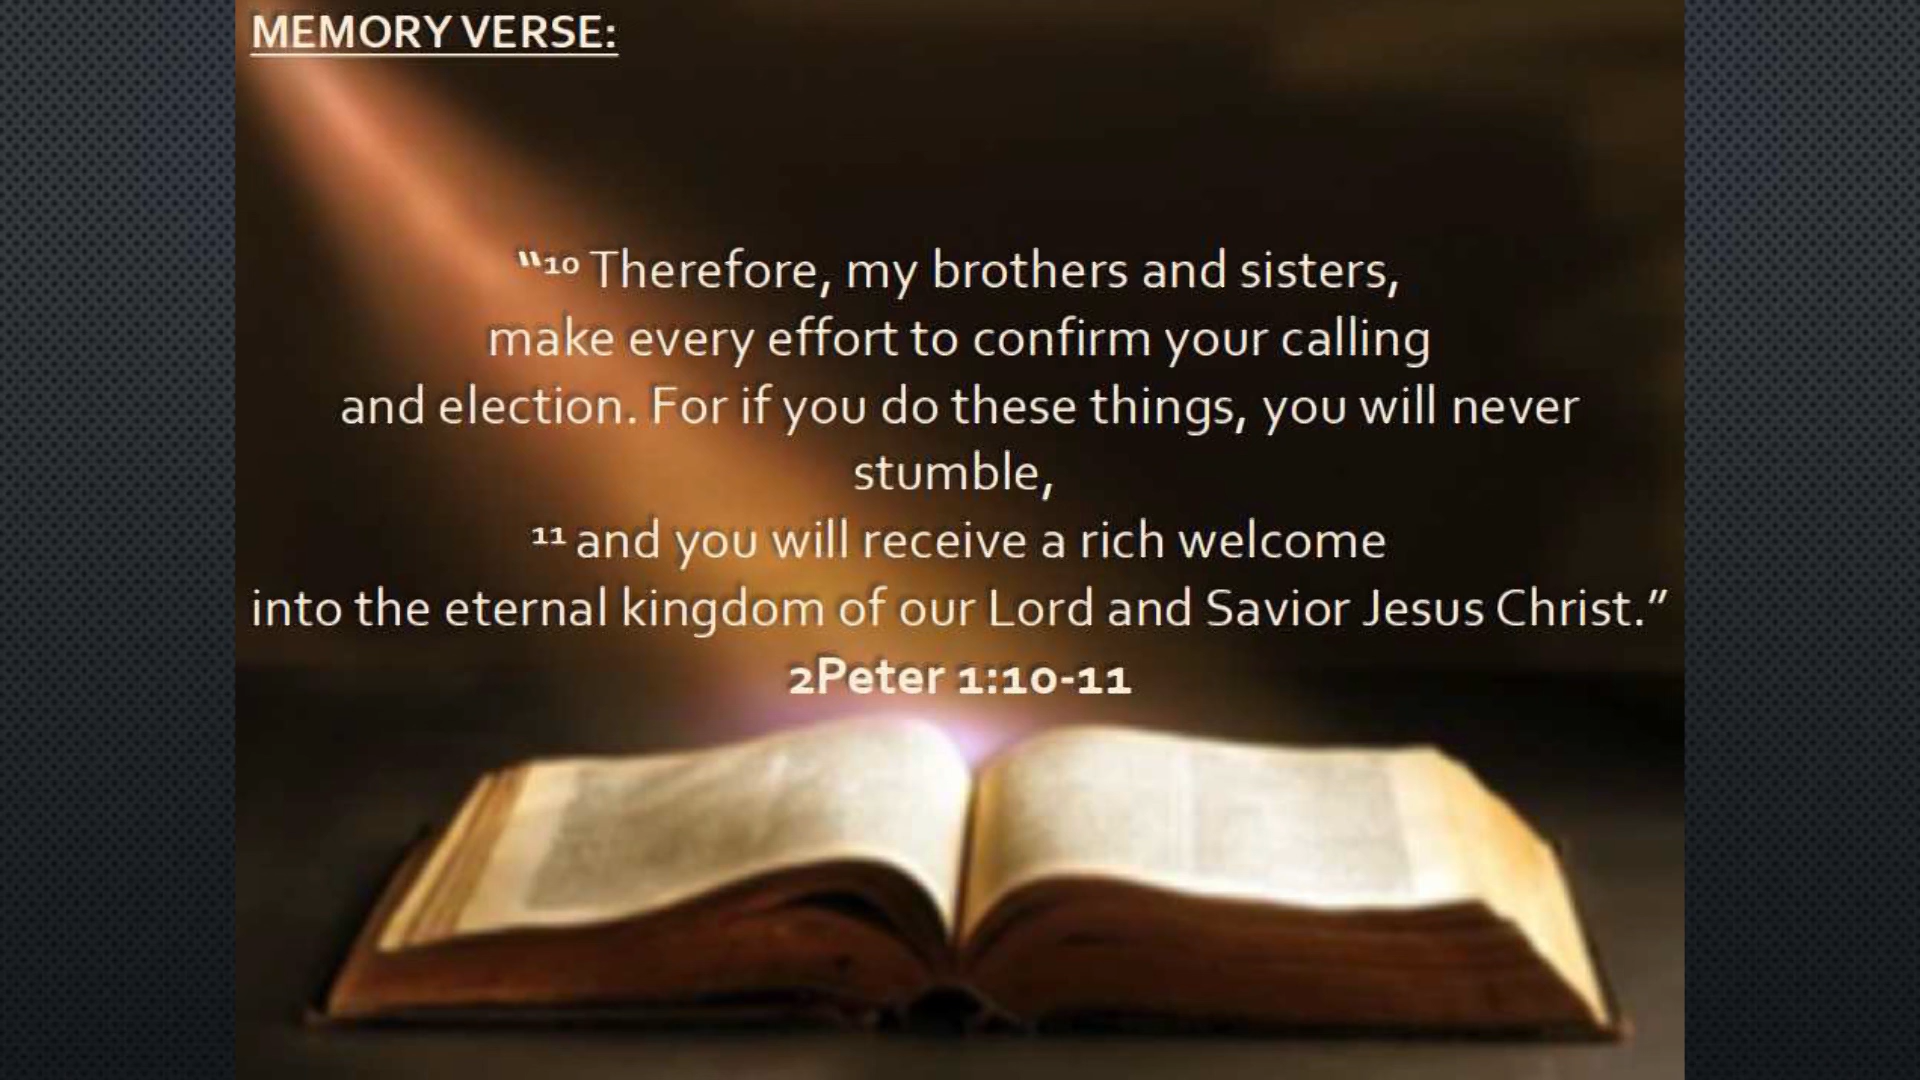 MEMORY VERSE:
“10 Therefore, my brothers and sisters,
make every effort to confirm your calling
and election. For if you do these things, you will never
stumble,
11 and you will receive a rich welcome
into the eternal kingdom of our Lord and Savior Jesus Christ.”
2Peter 1:10-11